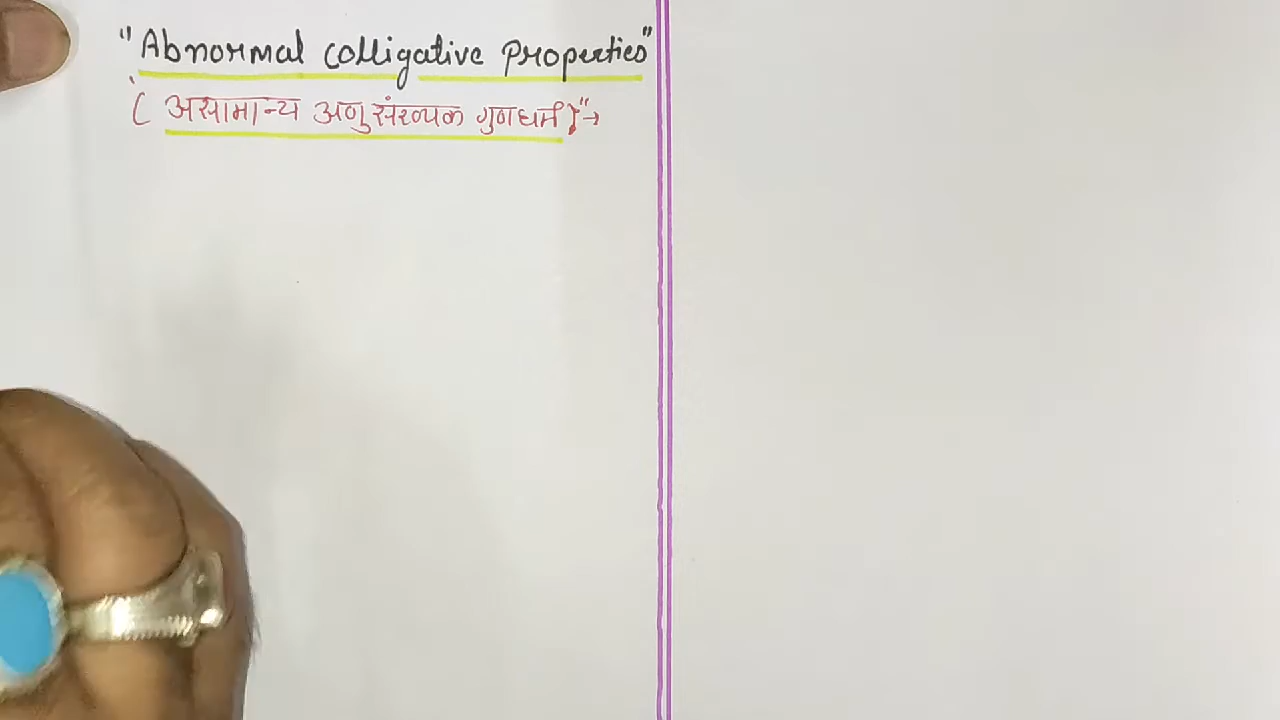 "Abnormal colligative properties"
( असामान्य अणुसंख्यक गुणधर्म )"→